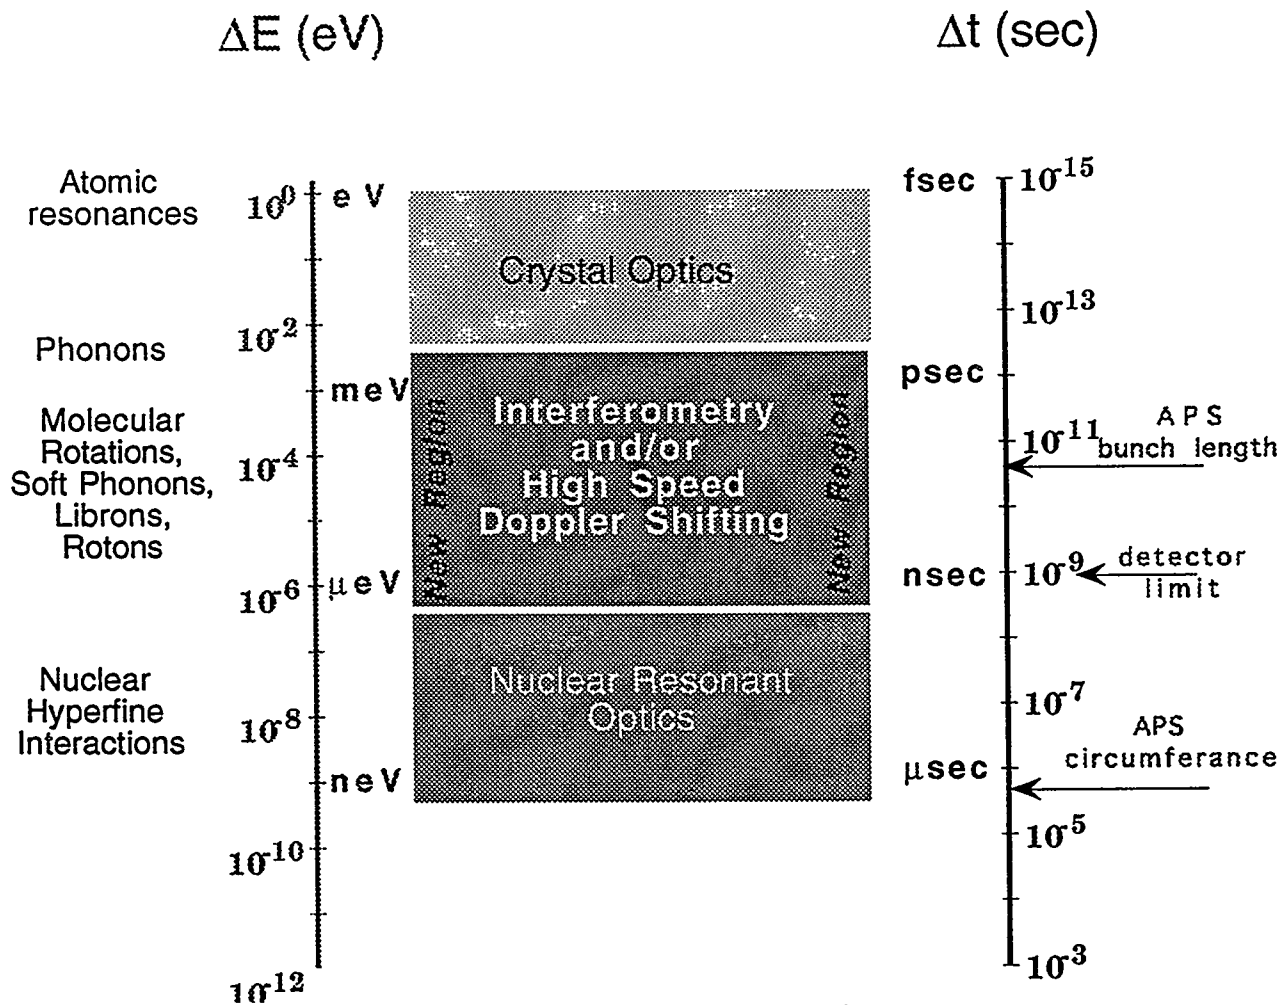 ΔE (eV)
Δt (sec)
Atomic
resonances
Phonons
Molecular
Rotations,
Soft Phonons,
Librons,
Rotons
Nuclear
Hyperfine
Interactions
10⁰
10⁻²
10⁻⁴
10⁻⁶
10⁻⁸
10⁻¹⁰
10⁻¹²
eV
meV
μeV
neV
Crystal Optics
New Region
Interferometry
and/or
High Speed
Doppler Shifting
New Region
Nuclear Resonant
Optics
fsec
psec
nsec
μsec
10⁻¹⁵
10⁻¹³
10⁻¹¹
10⁻⁹
10⁻⁷
10⁻⁵
10⁻³
APS
bunch length
detector
limit
APS
circumferance